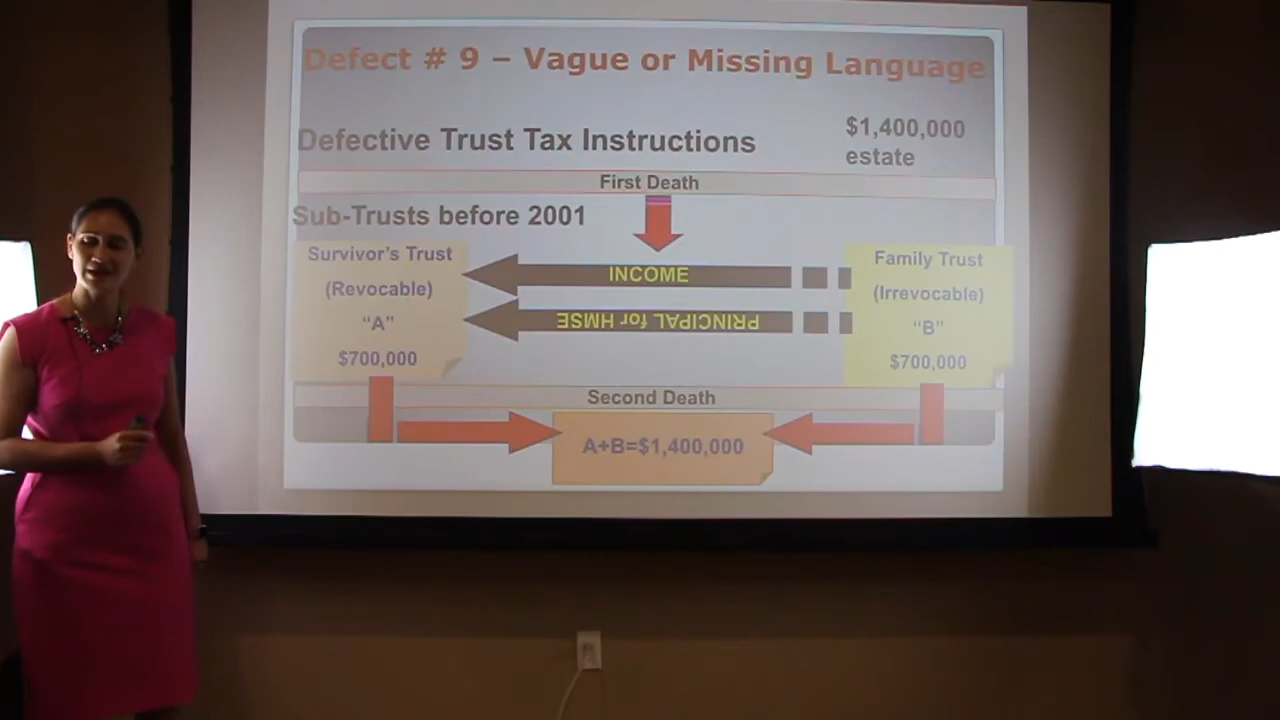 Defect # 9 – Vague or Missing Language
Defective Trust Tax Instructions
$1,400,000
estate
First Death
Sub-Trusts before 2001
Survivor's Trust
(Revocable)
"A"
$700,000
INCOME
PRINCIPAL for HMSE
Family Trust
(Irrevocable)
"B"
$700,000
Second Death
A+B=$1,400,000